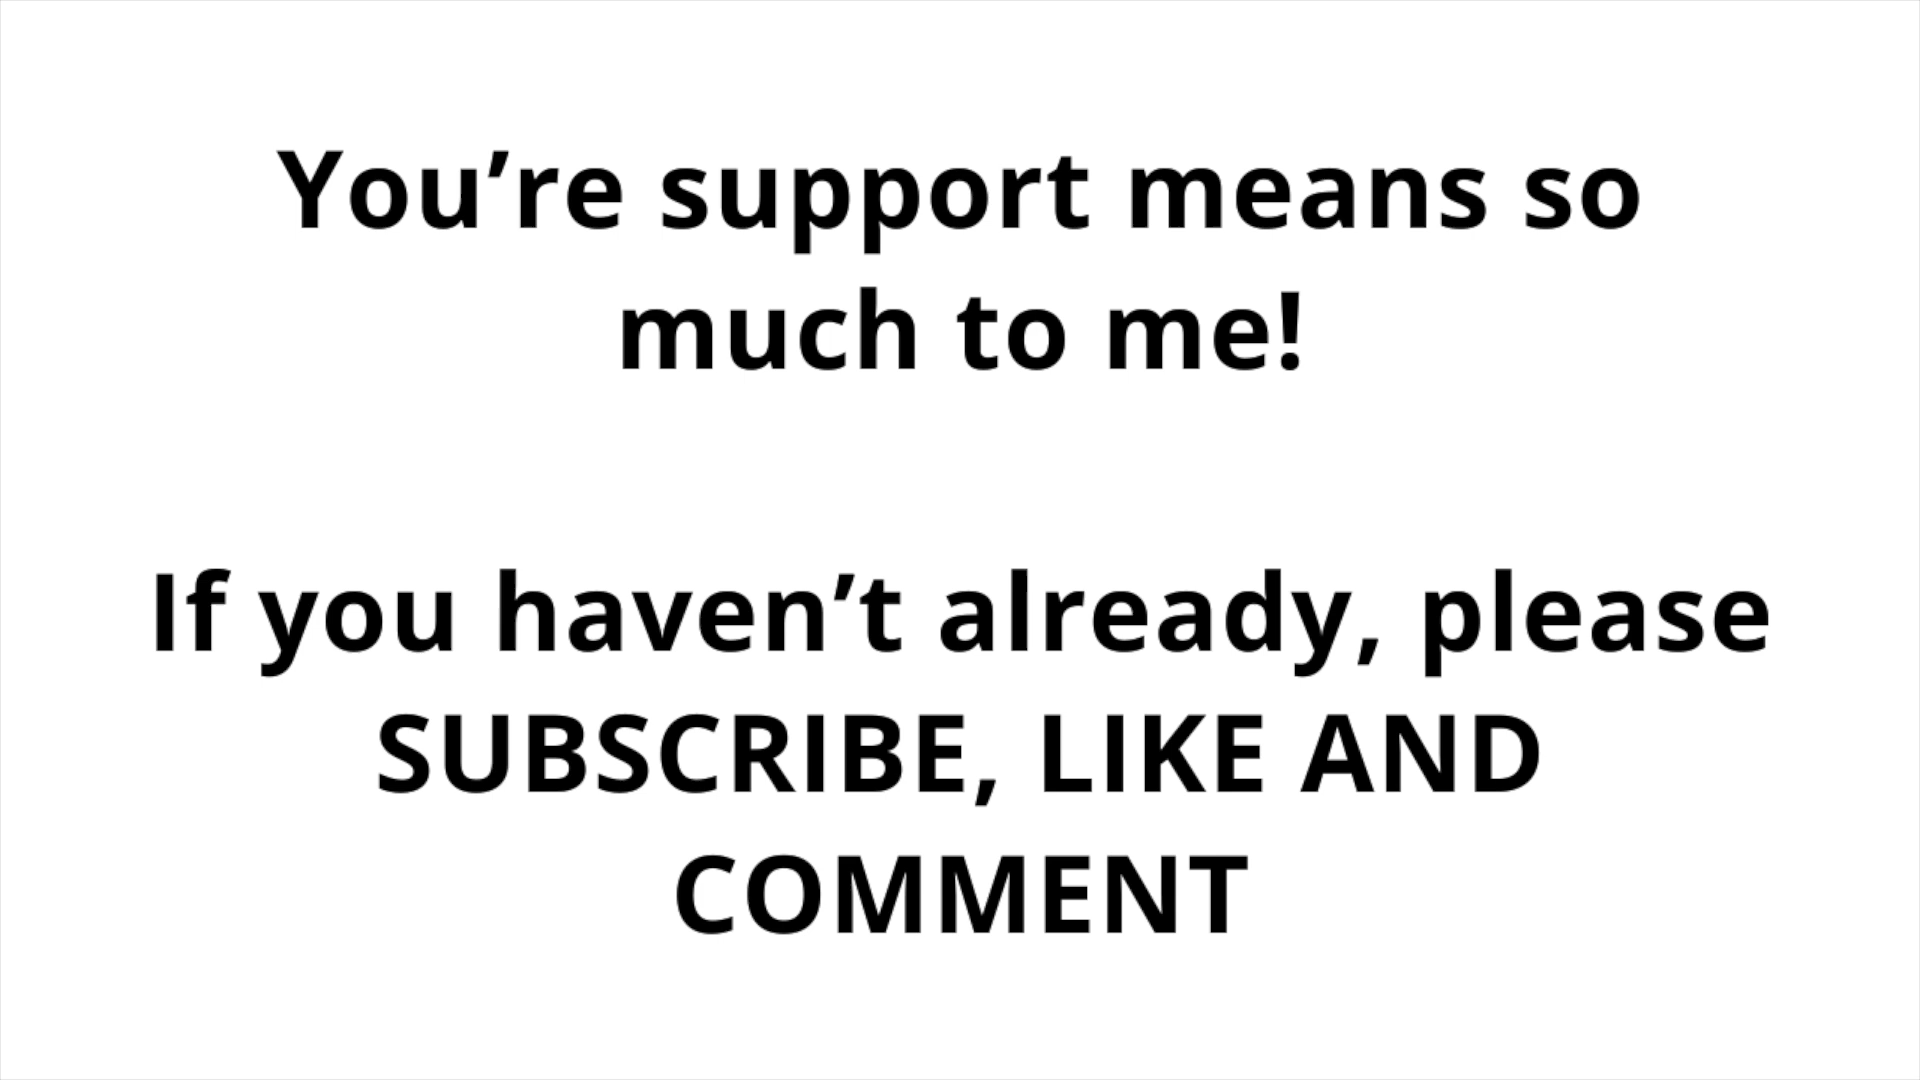 You’re support means so
much to me!
If you haven’t already, please
SUBSCRIBE, LIKE AND
COMMENT